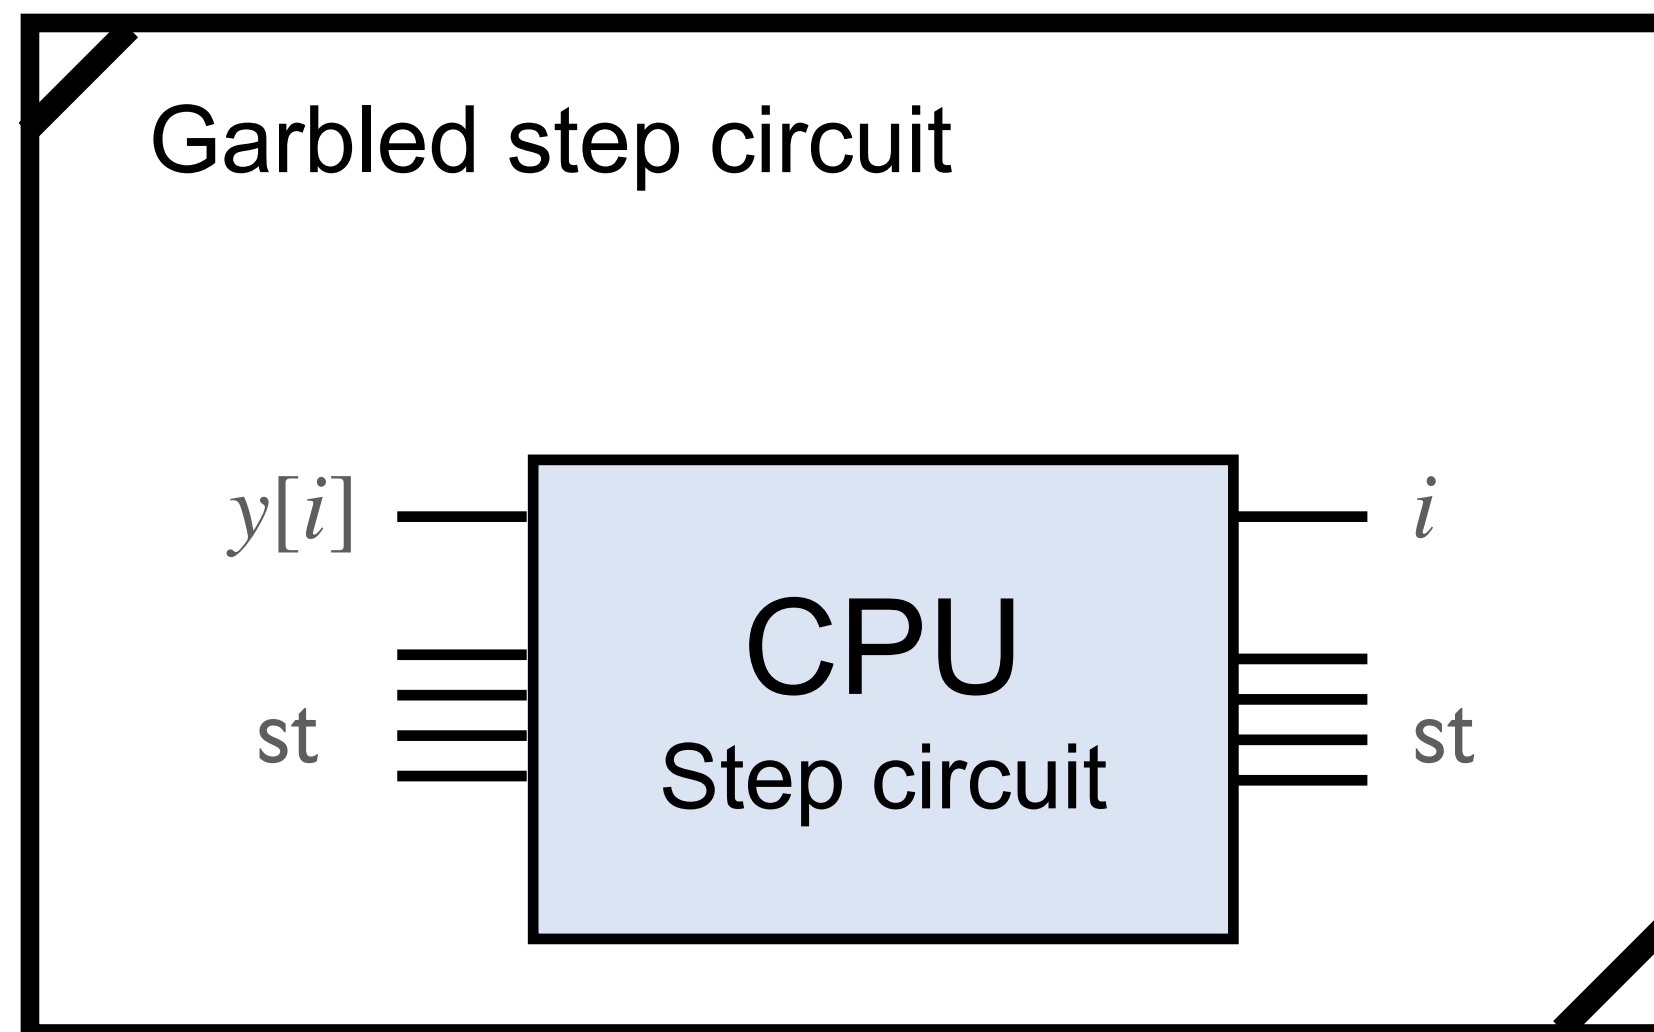 Garbled step circuit
y[i]
i
CPU
st
Step circuit
st